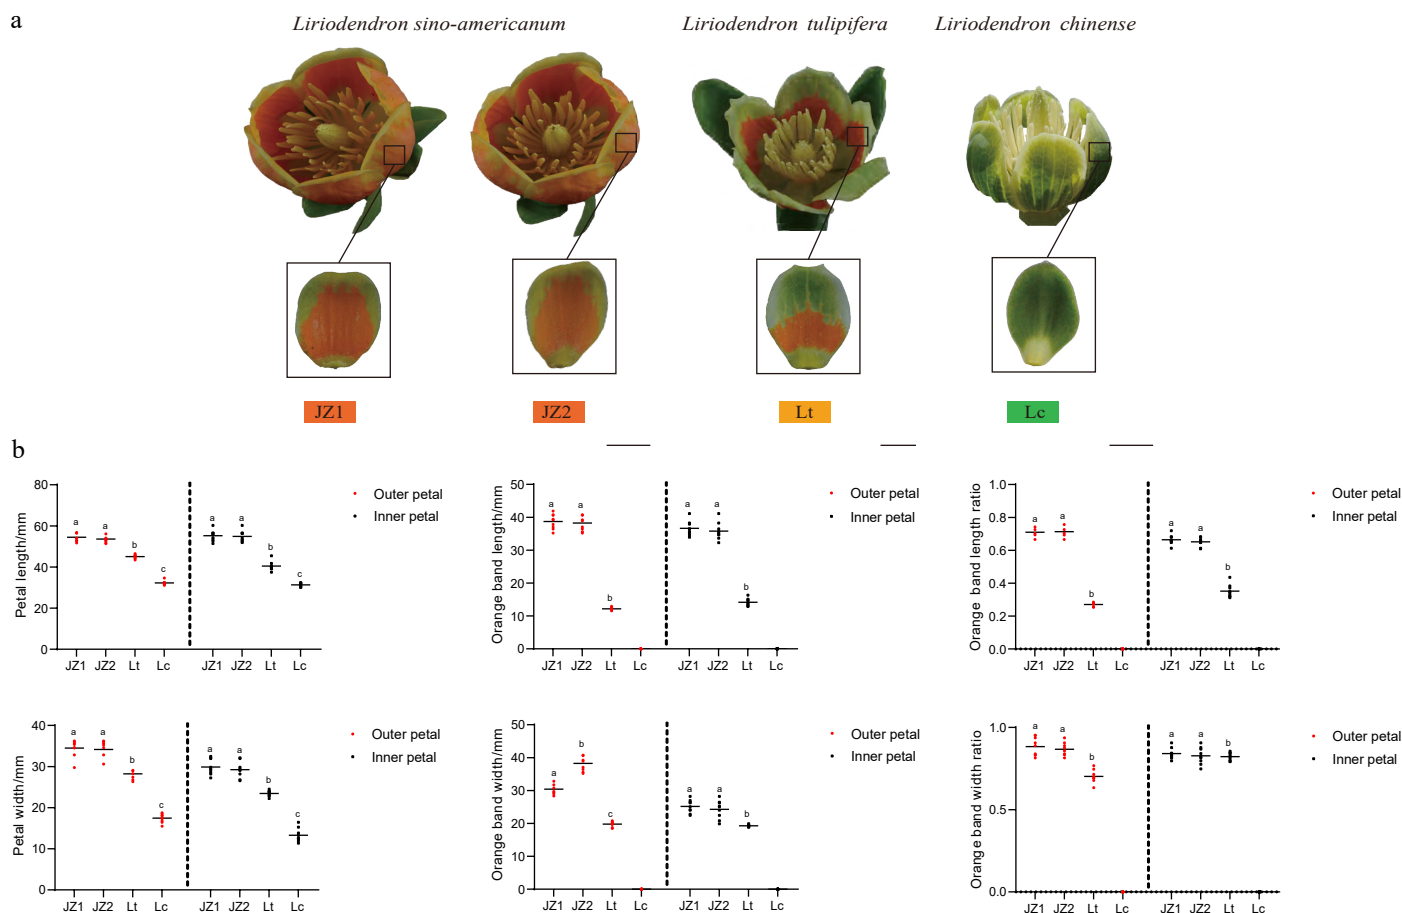 a
Liriodendron sino-americanum
Liriodendron tulipifera
Liriodendron chinense
JZ1
JZ2
Lt
Lc
b
Petal length/mm
80
60
40
20
0
a
a
b
c
a
a
b
c
JZ1 JZ2 Lt Lc JZ1 JZ2 Lt Lc
Outer petal
Inner petal
Orange band length/mm
50
40
30
20
10
0
a
a
b
a
a
b
JZ1 JZ2 Lt Lc JZ1 JZ2 Lt Lc
Outer petal
Inner petal
Orange band length ratio
1.0
0.8
0.6
0.4
0.2
0.0
a
a
b
a
a
b
JZ1 JZ2 Lt Lc JZ1 JZ2 Lt Lc
Outer petal
Inner petal
Petal width/mm
40
30
20
10
0
a
a
b
c
a
a
b
c
JZ1 JZ2 Lt Lc JZ1 JZ2 Lt Lc
Outer petal
Inner petal
Orange band width/mm
50
40
30
20
10
0
a
b
c
a
a
b
JZ1 JZ2 Lt Lc JZ1 JZ2 Lt Lc
Outer petal
Inner petal
Orange band width ratio
1.0
0.5
0.0
a
a
b
a
a
b
JZ1 JZ2 Lt Lc JZ1 JZ2 Lt Lc
Outer petal
Inner petal